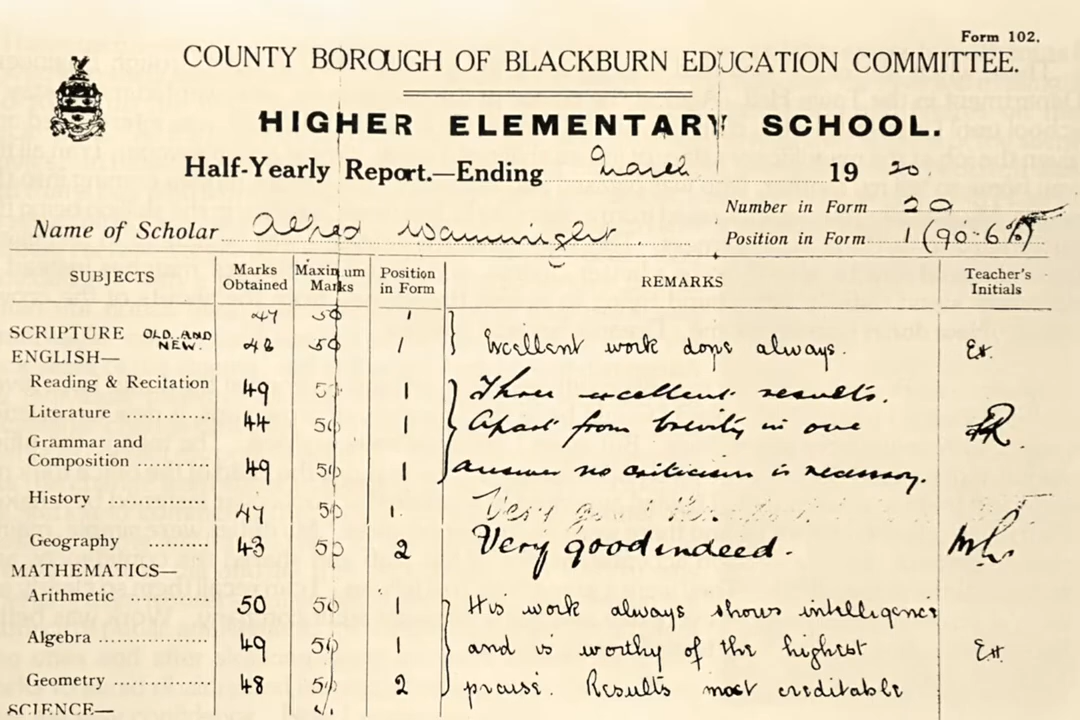 Form 102.
COUNTY BOROUGH OF BLACKBURN EDUCATION COMMITTEE.
HIGHER ELEMENTARY SCHOOL.
Half-Yearly Report.—Ending March 1920.
Number in Form 29
Name of Scholar Alfred Wainwright.
Position in Form 1 (90.6%)
SUBJECTS Marks Obtained Maximum Marks Position in Form REMARKS Teacher's Initials
47 50 1
SCRIPTURE OLD AND NEW. 48 50 1 Excellent work done always.
ENGLISH—
Reading & Recitation 49 50 1 Three excellent results.
Literature 44 50 1 Apart from brevity in one
Grammar and
Composition 49 50 1 answer no criticism is necessary.
History 47 50 1 Very good
Geography 43 50 2 Very good indeed.
MATHEMATICS—
Arithmetic 50 50 1 His work always shows intelligence
Algebra 49 50 1 and is worthy of the highest
Geometry 48 50 2 praise. Results most creditable
SCIENCE—